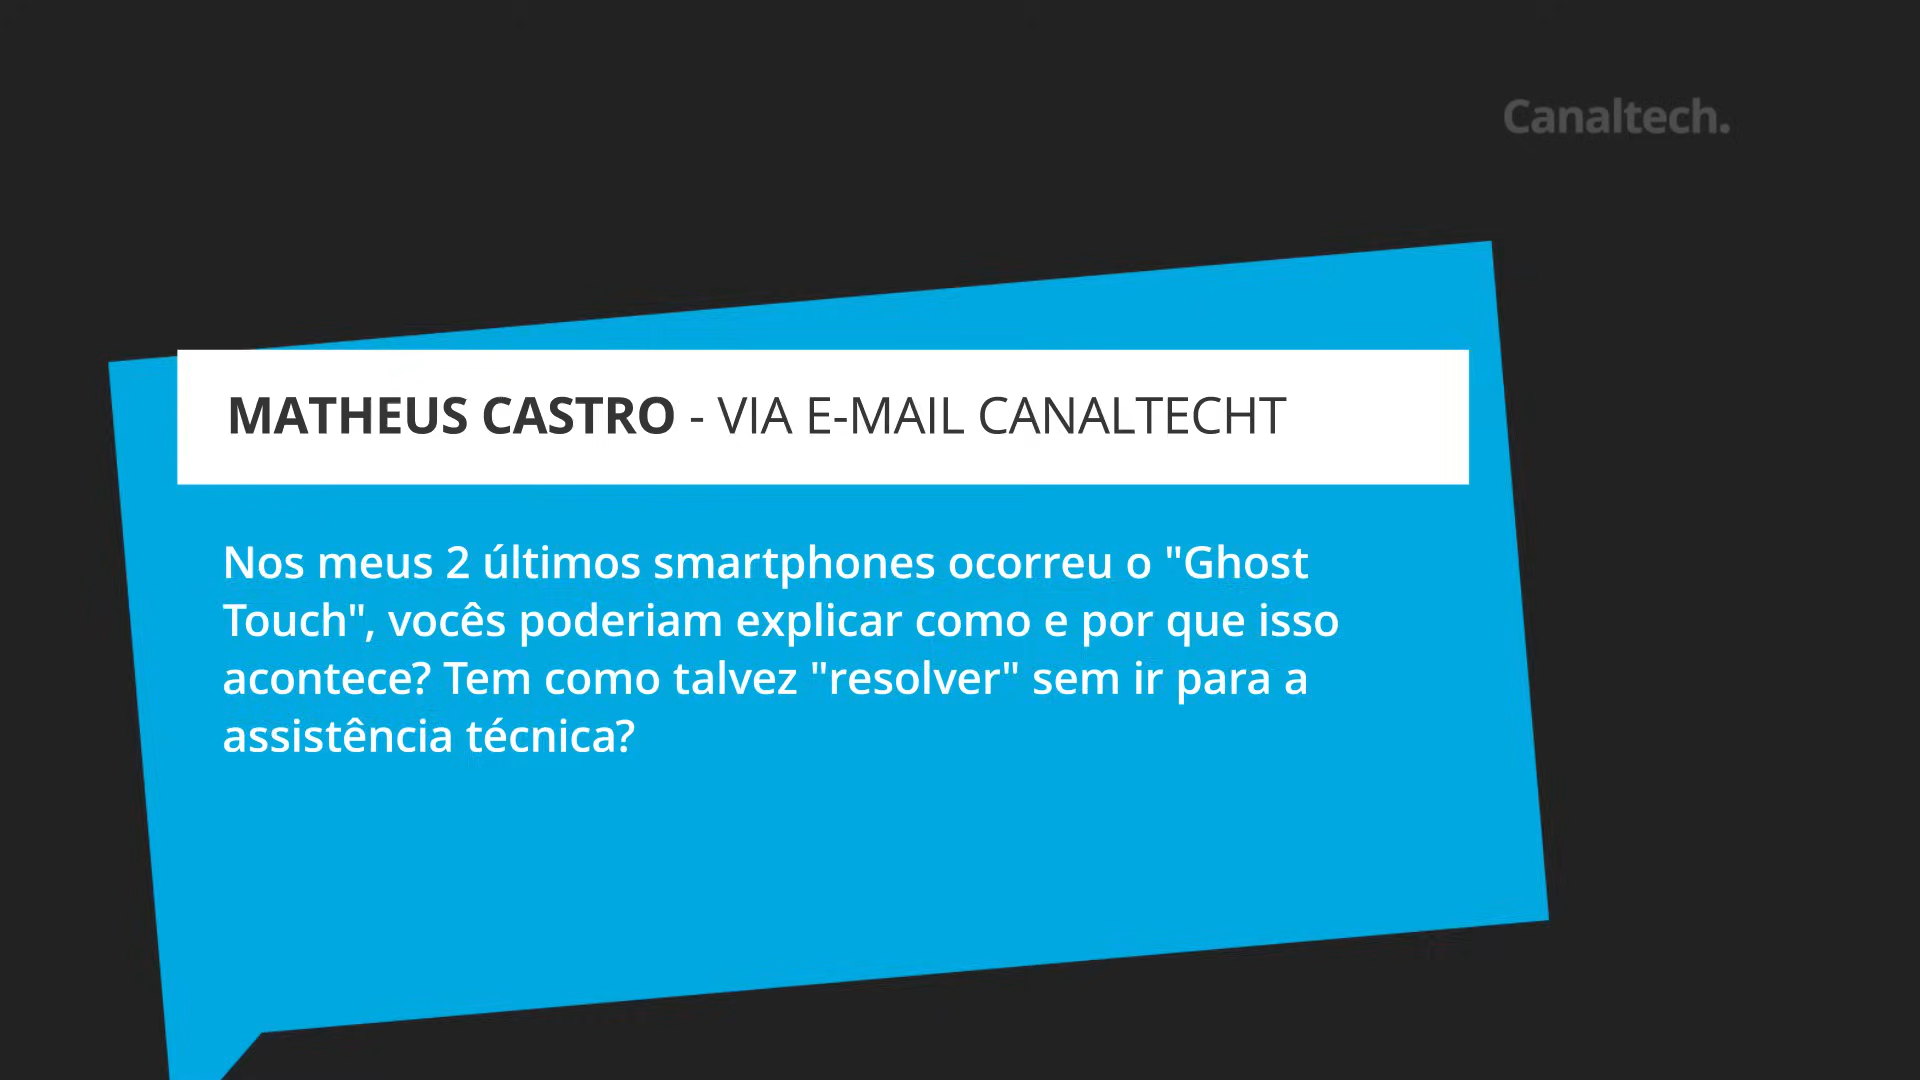 Canaltech.
MATHEUS CASTRO - VIA E-MAIL CANALTECHT
Nos meus 2 últimos smartphones ocorreu o "Ghost
Touch", vocês poderiam explicar como e por que isso
acontece? Tem como talvez "resolver" sem ir para a
assistência técnica?